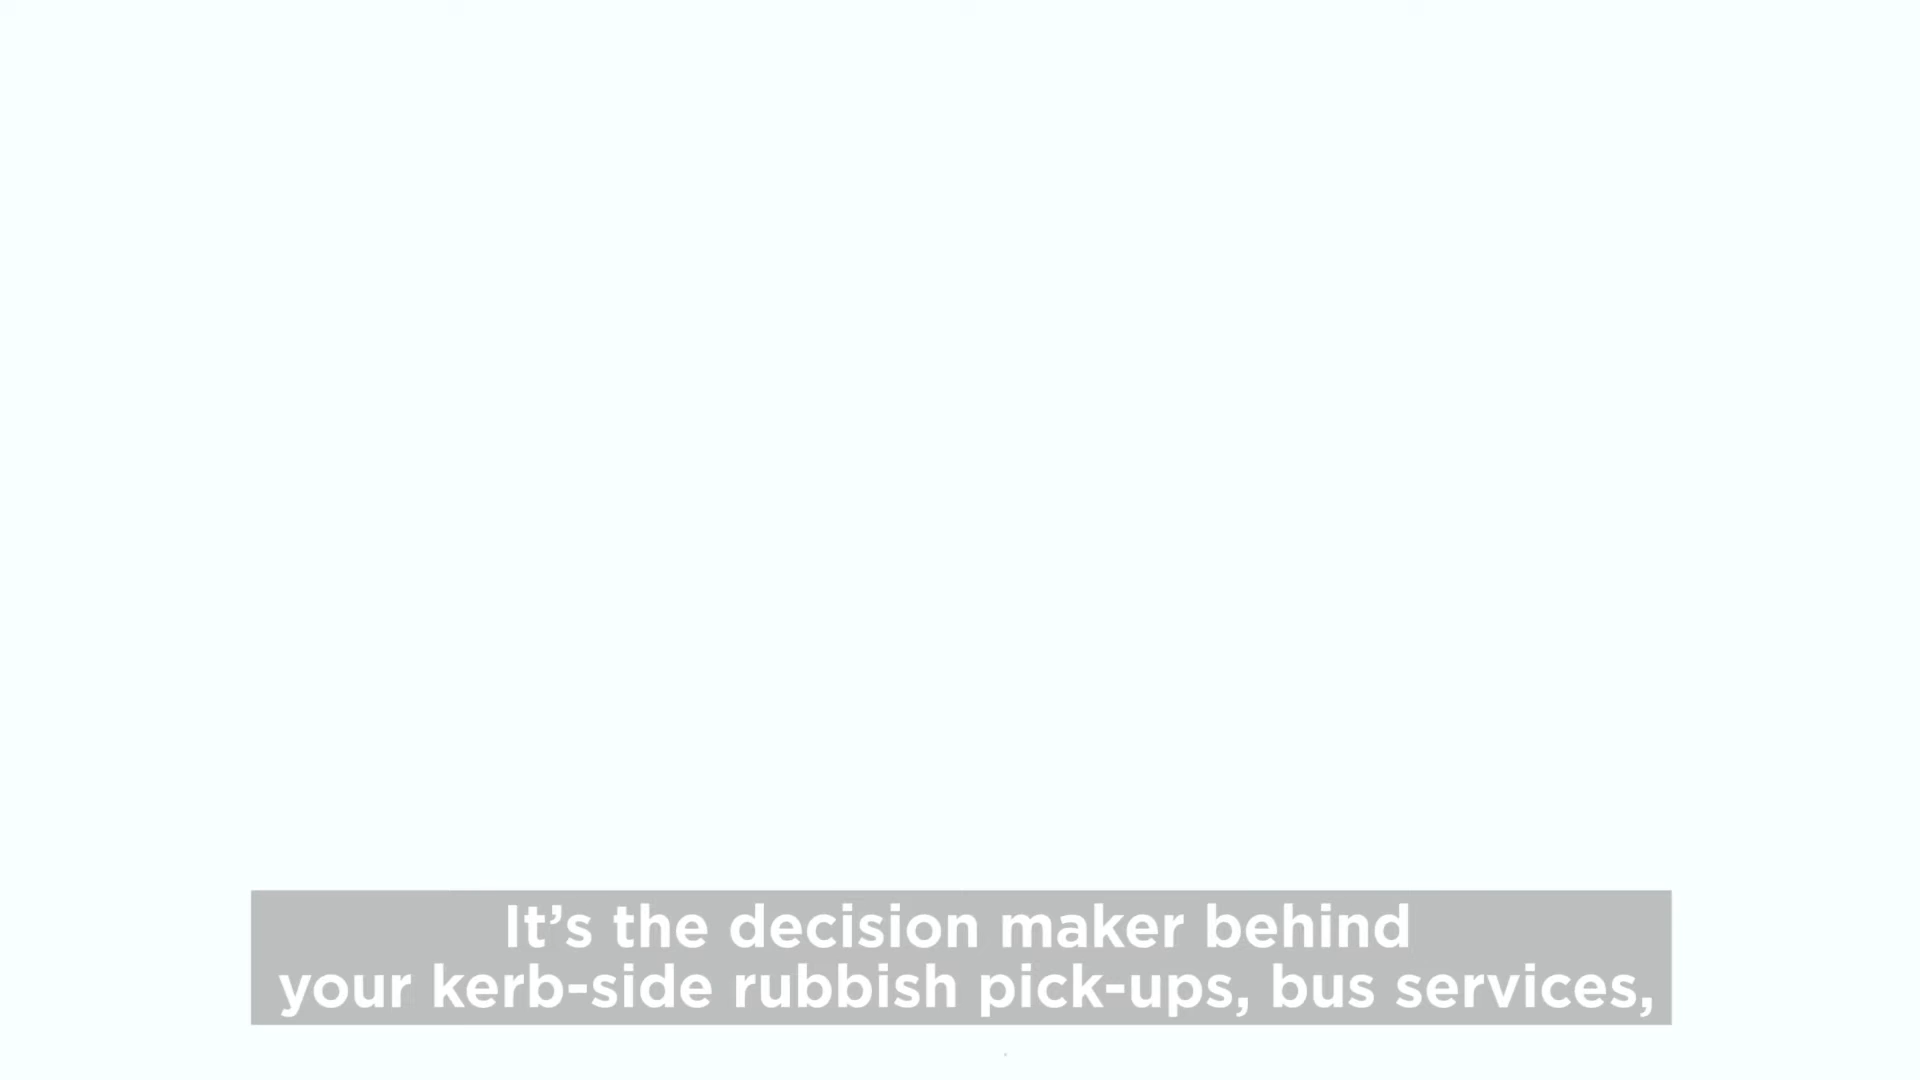 It’s the decision maker behind
your kerb-side rubbish pick-ups, bus services,